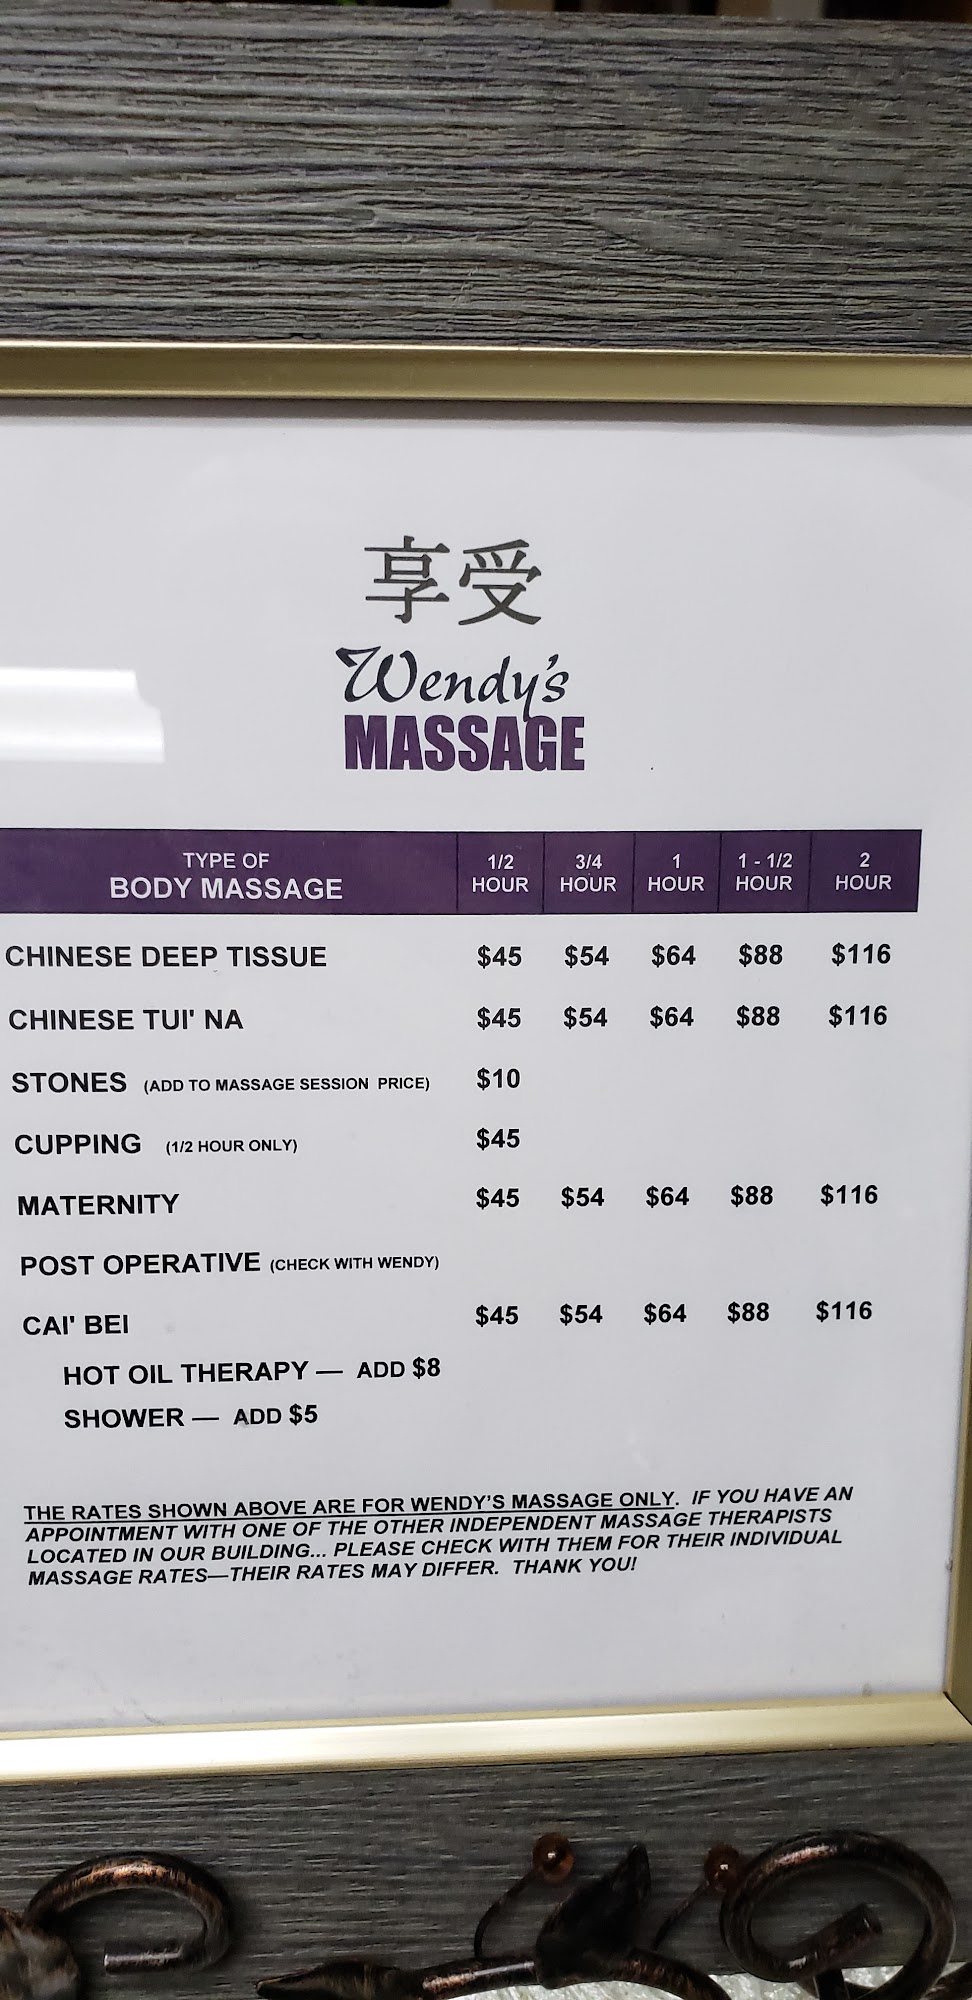 享受
Wendy's
MASSAGE
TYPE OF
BODY MASSAGE
1/2
HOUR
3/4
HOUR
1
HOUR
1 - 1/2
HOUR
2
HOUR
CHINESE DEEP TISSUE $45 $54 $64 $88 $116
CHINESE TUI' NA $45 $54 $64 $88 $116
STONES (ADD TO MASSAGE SESSION PRICE) $10
CUPPING (1/2 HOUR ONLY) $45
MATERNITY $45 $54 $64 $88 $116
POST OPERATIVE (CHECK WITH WENDY)
CAI' BEI $45 $54 $64 $88 $116
HOT OIL THERAPY — ADD $8
SHOWER — ADD $5
THE RATES SHOWN ABOVE ARE FOR WENDY'S MASSAGE ONLY. IF YOU HAVE AN
APPOINTMENT WITH ONE OF THE OTHER INDEPENDENT MASSAGE THERAPISTS
LOCATED IN OUR BUILDING... PLEASE CHECK WITH THEM FOR THEIR INDIVIDUAL
MASSAGE RATES—THEIR RATES MAY DIFFER. THANK YOU!